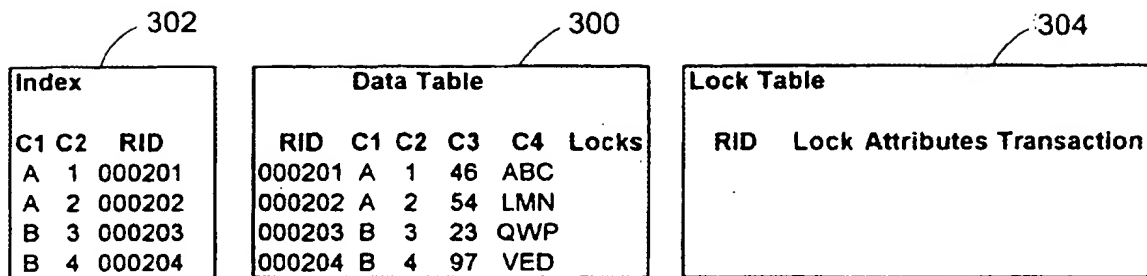 302
300
304
Index
C1 C2 RID
A 1 000201
A 2 000202
B 3 000203
B 4 000204
Data Table
RID C1 C2 C3 C4 Locks
000201 A 1 46 ABC
000202 A 2 54 LMN
000203 B 3 23 QWP
000204 B 4 97 VED
Lock Table
RID Lock Attributes Transaction